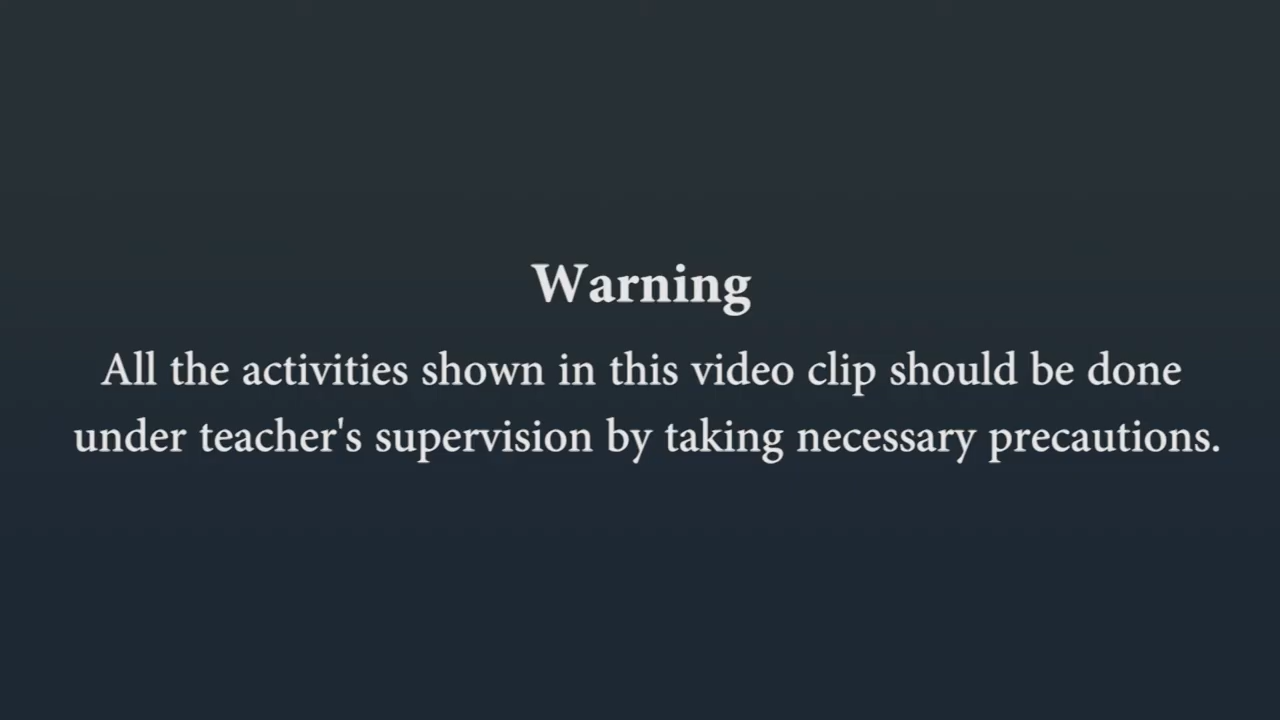 Warning
All the activities shown in this video clip should be done
under teacher's supervision by taking necessary precautions.